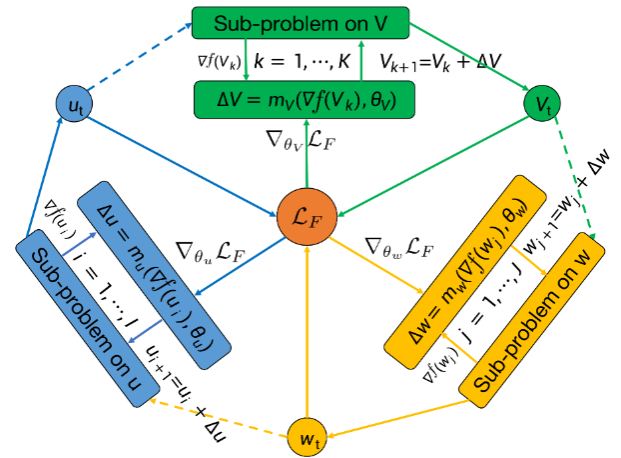 Sub-problem on V
∇f(V_k) k = 1, ⋯, K V_{k+1}=V_k + ΔV
ΔV = m_V(∇f(V_k), θ_V)
u_t
V_t
∇_{θ_V} ℒ_F
ℒ_F
∇_{θ_u} ℒ_F
∇_{θ_w} ℒ_F
Δu = m_u(∇f(u_i), θ_u)
∇f(u_i) i = 1, ⋯, I u_{i+1}=u_i + Δu
Sub-problem on u
Δw = m_w(∇f(w_j), θ_w)
∇f(w_j) j = 1, ⋯, J w_{j+1}=w_j + Δw
Sub-problem on w
w_t